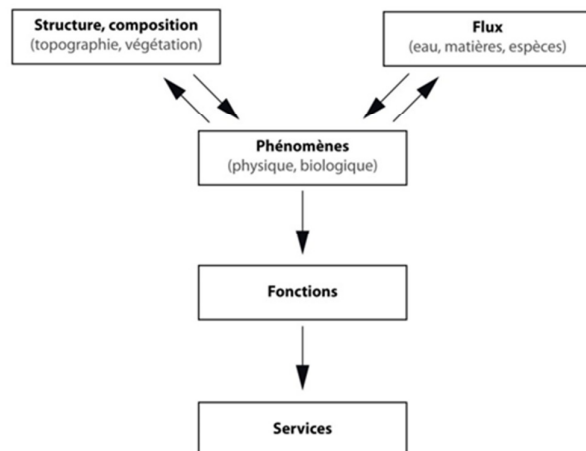 Structure, composition
(topographie, végétation)
Flux
(eau, matières, espèces)
Phénomènes
(physique, biologique)
Fonctions
Services